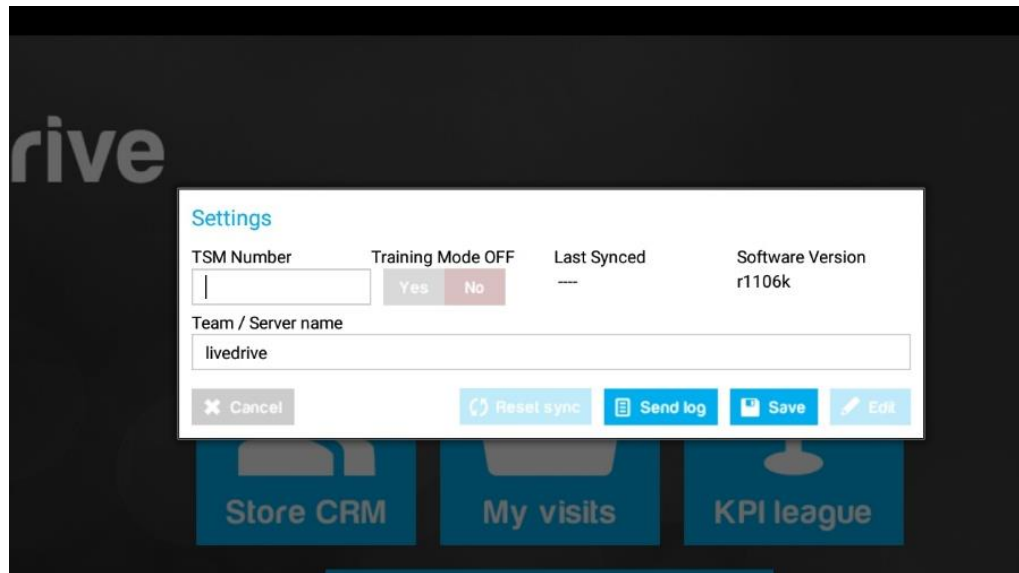 rive
Settings
TSM Number Training Mode OFF Last Synced Software Version
Yes No ---- r1106k
Team / Server name
livedrive
Cancel Reset sync Send log Save Edit
Store CRM My visits KPI league